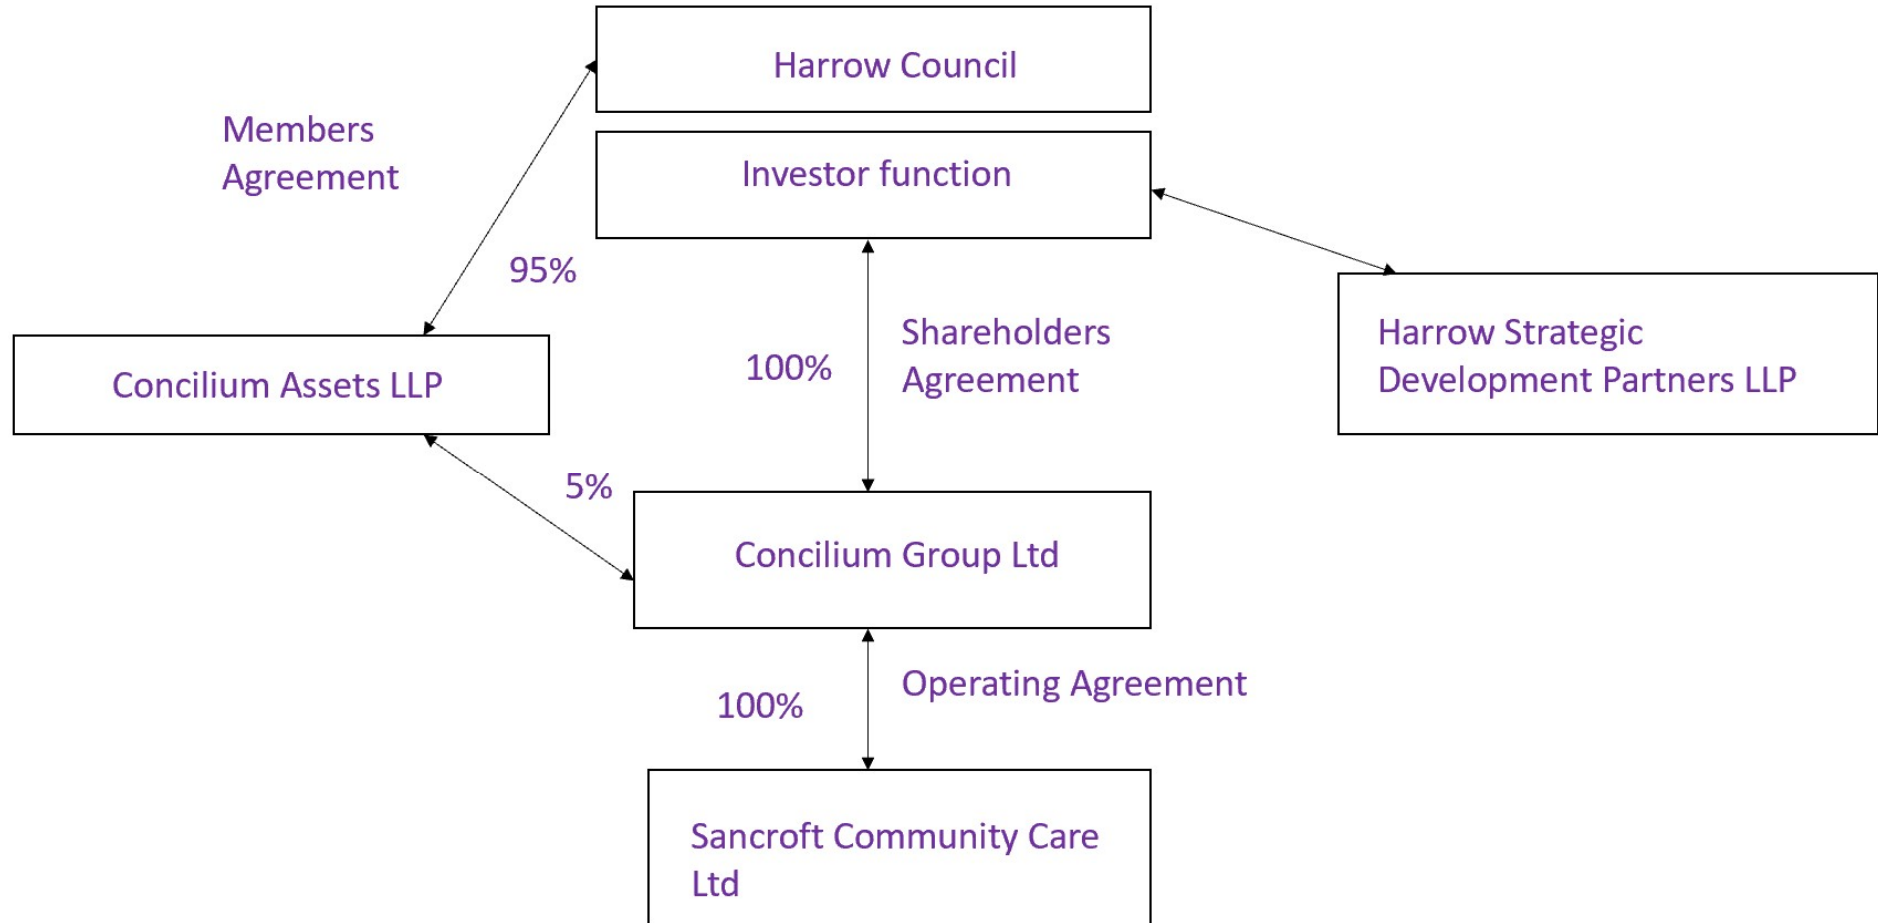 Harrow Council
Members
Agreement
Investor function
95%
Shareholders
Agreement
100%
Harrow Strategic
Development Partners LLP
Concilium Assets LLP
5%
Concilium Group Ltd
Operating Agreement
100%
Sancroft Community Care
Ltd